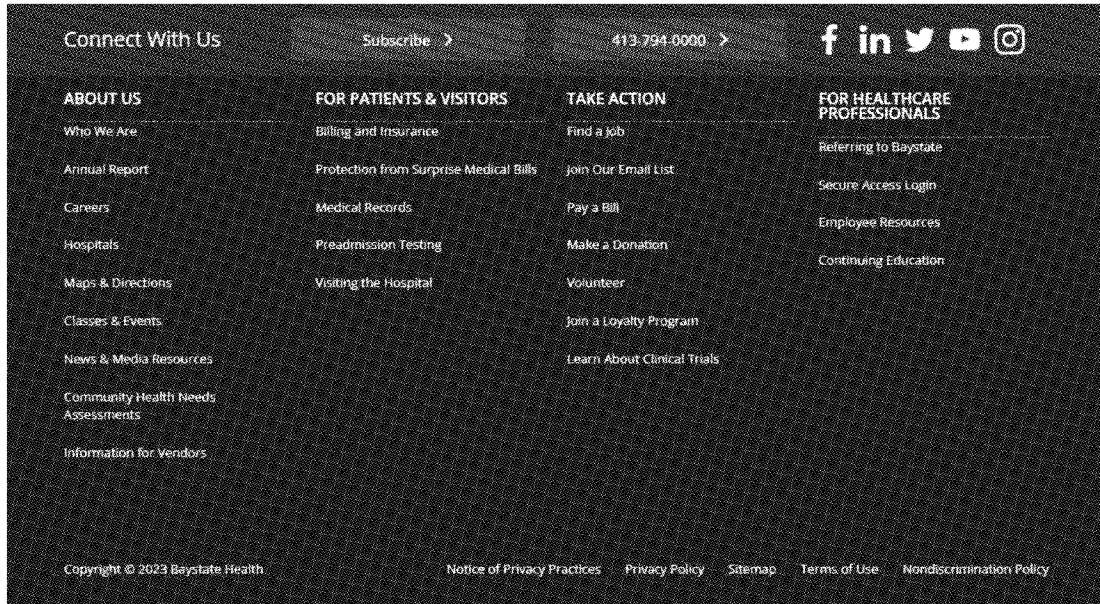 Connect With Us
Subscribe
413-794-0000
ABOUT US
Who We Are
Annual Report
Careers
Hospitals
Maps & Directions
Classes & Events
News & Media Resources
Community Health Needs
Assessments
Information for Vendors
FOR PATIENTS & VISITORS
Billing and Insurance
Protection from Surprise Medical Bills
Medical Records
Preadmission Testing
Visiting the Hospital
TAKE ACTION
Find a Job
Join Our Email List
Pay a Bill
Make a Donation
Volunteer
Join a Loyalty Program
Learn About Clinical Trials
FOR HEALTHCARE
PROFESSIONALS
Referring to Baystate
Secure Access Login
Employee Resources
Continuing Education
Copyright © 2023 Baystate Health
Notice of Privacy Practices
Privacy Policy
Sitemap
Terms of Use
Nondiscrimination Policy